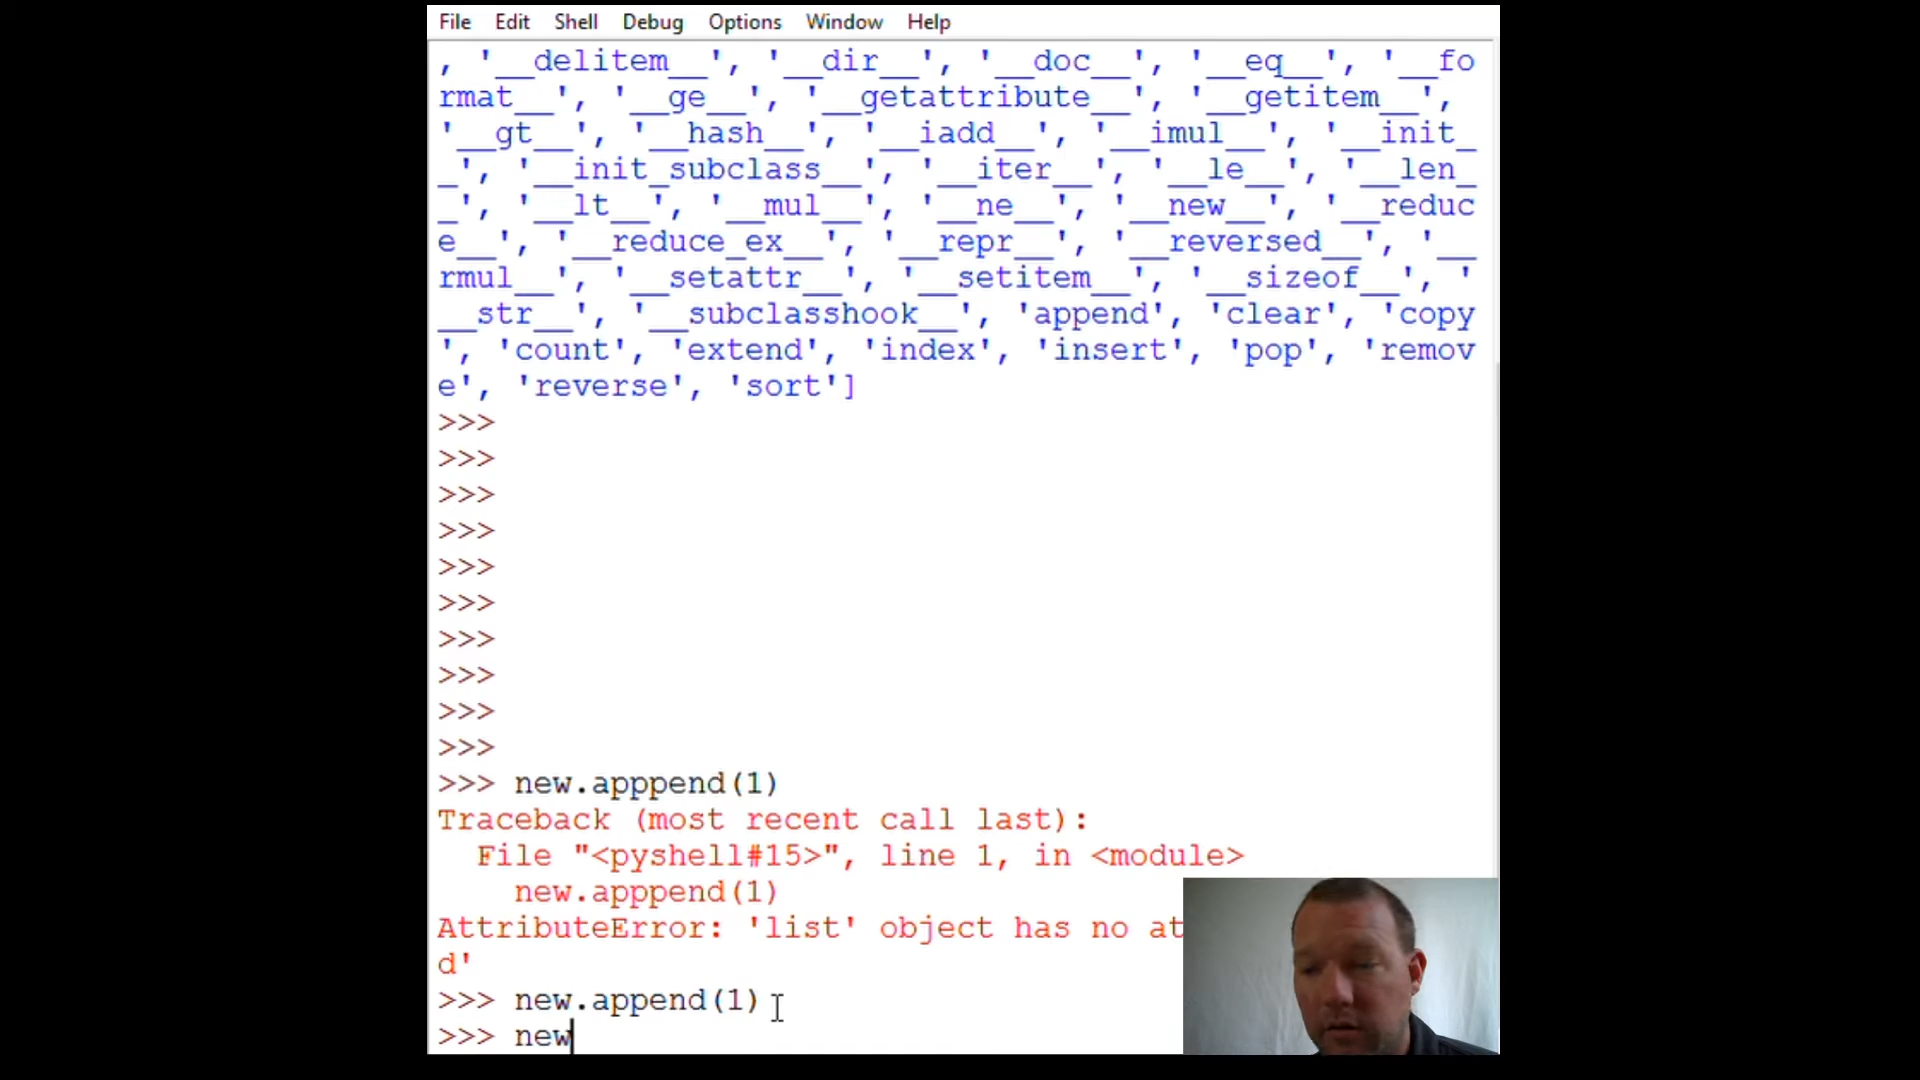 File Edit Shell Debug Options Window Help
, '__delitem__', '__dir__', '__doc__', '__eq__', '__fo
rmat__', '__ge__', '__getattribute__', '__getitem__',
'__gt__', '__hash__', '__iadd__', '__imul__', '__init_
_', '__init_subclass__', '__iter__', '__le__', '__len_
_', '__lt__', '__mul__', '__ne__', '__new__', '__reduc
e__', '__reduce_ex__', '__repr__', '__reversed__', '__
rmul__', '__setattr__', '__setitem__', '__sizeof__', '
__str__', '__subclasshook__', 'append', 'clear', 'copy
', 'count', 'extend', 'index', 'insert', 'pop', 'remov
e', 'reverse', 'sort']
>>>
>>>
>>>
>>>
>>>
>>>
>>>
>>>
>>>
>>>
>>> new.apppend(1)
Traceback (most recent call last):
  File "<pyshell#15>", line 1, in <module>
    new.apppend(1)
AttributeError: 'list' object has no at
d'
>>> new.append(1)
>>> new